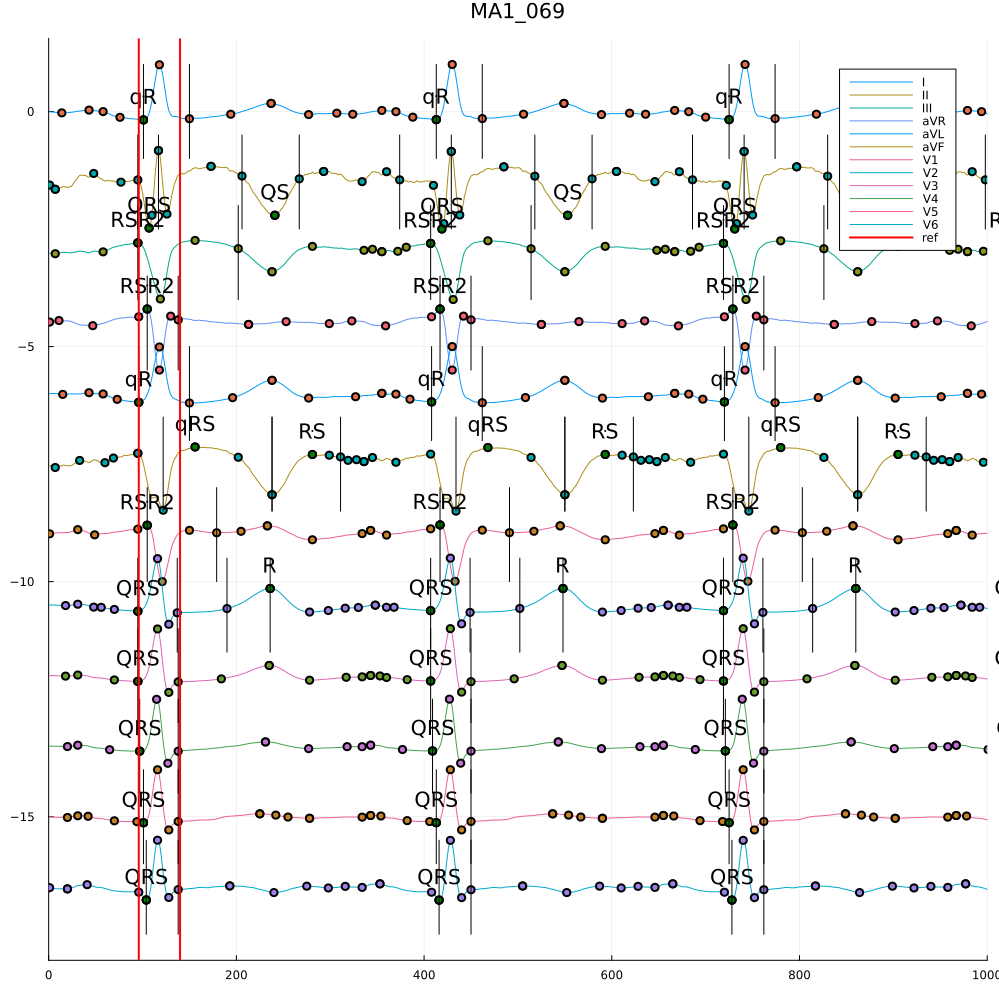 MA1_069
qR qR qR
I
II
III
aVR
aVL
aVF
V1
V2
V3
V4
V5
V6
ref
0
QRS QS QRS QS QRS
RSR2 RSR2 RSR2 R
RSR2 RSR2 RSR2
−5
qR qR qR
qRS RS qRS RS qRS RS
RSR2 RSR2 RSR2
−10
QRS R QRS R QRS
QRS QRS QRS
QRS QRS QRS
−15
QRS QRS QRS
QRS QRS QRS
0 200 400 600 800 1000